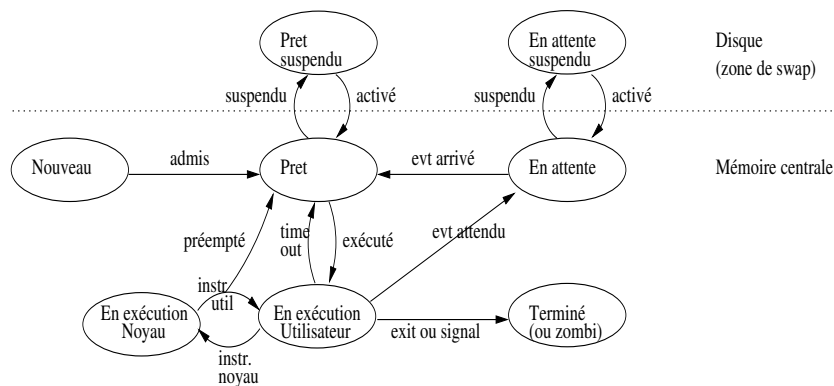 Pret
suspendu
En attente
suspendu
Disque
(zone de swap)
suspendu
activé
suspendu
activé
Nouveau
admis
Pret
evt arrivé
En attente
Mémoire centrale
préempté
time
out
exécuté
evt attendu
instr.
util
En exécution
Noyau
En exécution
Utilisateur
exit ou signal
Terminé
(ou zombi)
instr.
noyau